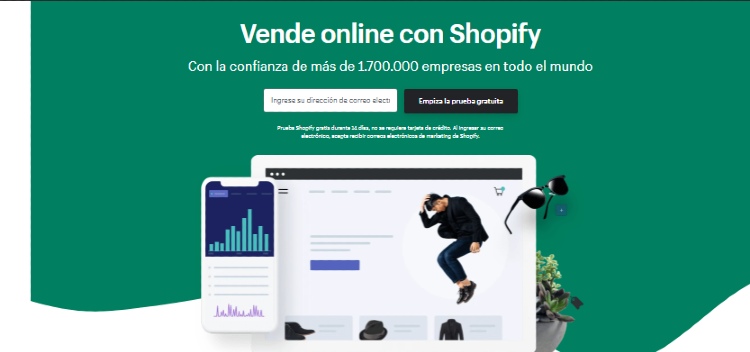 Vende online con Shopify
Con la confianza de más de 1.700.000 empresas en todo el mundo
Ingrese su dirección de correo electr
Empiza la prueba gratuita
Prueba Shopify gratis durante 14 días, no se requiere tarjeta de crédito. Al ingresar su correo
electrónico, acepta recibir correos electrónicos de marketing de Shopify.